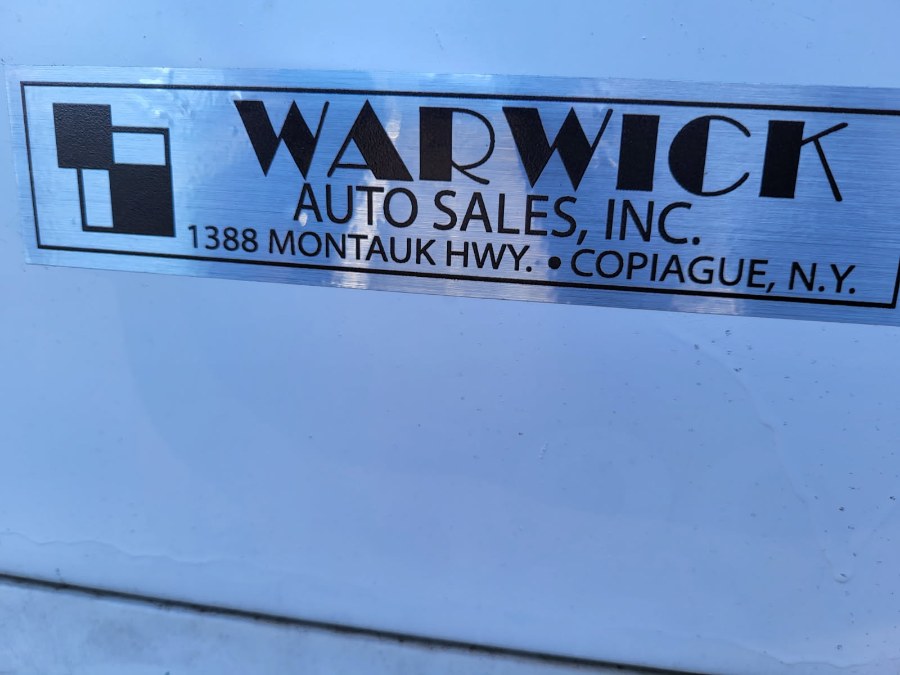 WARWICK
AUTO SALES, INC.
1388 MONTAUK HWY. • COPIAGUE, N.Y.